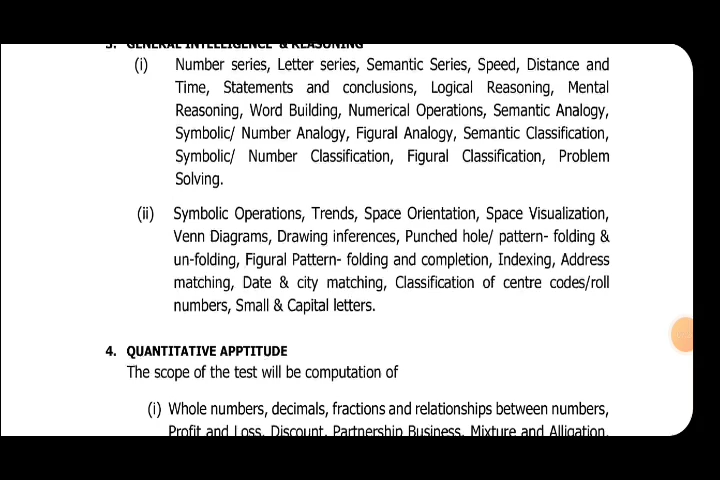 3. GENERAL INTELLIGENCE & REASONING
(i) Number series, Letter series, Semantic Series, Speed, Distance and
Time, Statements and conclusions, Logical Reasoning, Mental
Reasoning, Word Building, Numerical Operations, Semantic Analogy,
Symbolic/ Number Analogy, Figural Analogy, Semantic Classification,
Symbolic/ Number Classification, Figural Classification, Problem
Solving.
(ii) Symbolic Operations, Trends, Space Orientation, Space Visualization,
Venn Diagrams, Drawing inferences, Punched hole/ pattern- folding &
un-folding, Figural Pattern- folding and completion, Indexing, Address
matching, Date & city matching, Classification of centre codes/roll
numbers, Small & Capital letters.
4. QUANTITATIVE APPTITUDE
The scope of the test will be computation of
(i) Whole numbers, decimals, fractions and relationships between numbers,
Profit and Loss, Discount, Partnership Business, Mixture and Alligation,